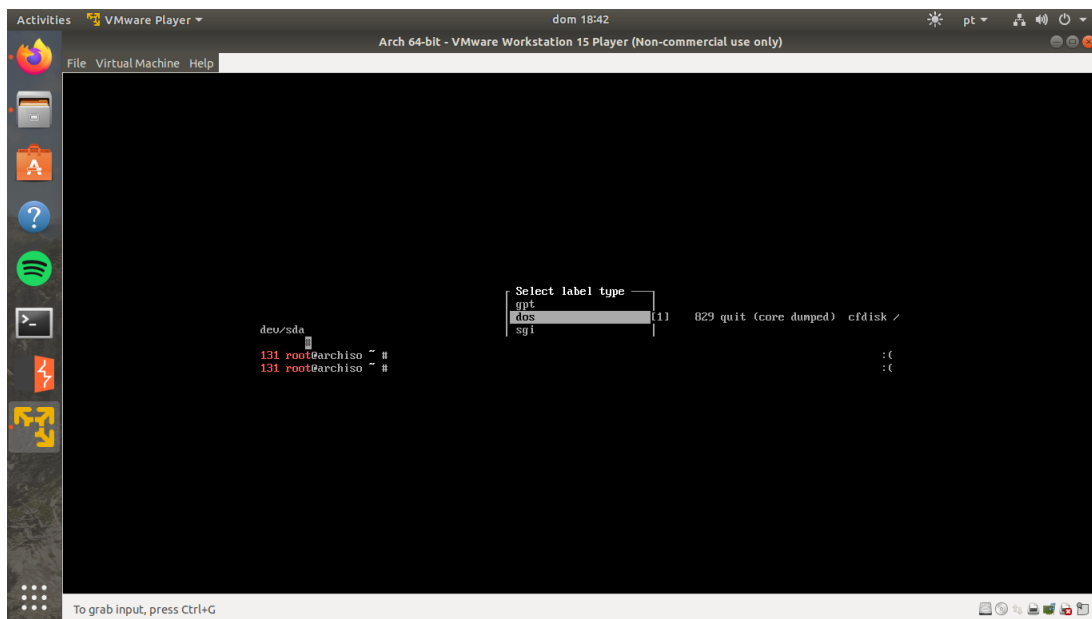 Activities VMware Player dom 18:42 pt
Arch 64-bit - VMware Workstation 15 Player (Non-commercial use only)
File Virtual Machine Help
Select label type
gpt
dos [1] 829 quit (core dumped) cfdisk /
sgi
dev/sda
#
131 root@archiso ~ # :(
131 root@archiso ~ # :(
To grab input, press Ctrl+G